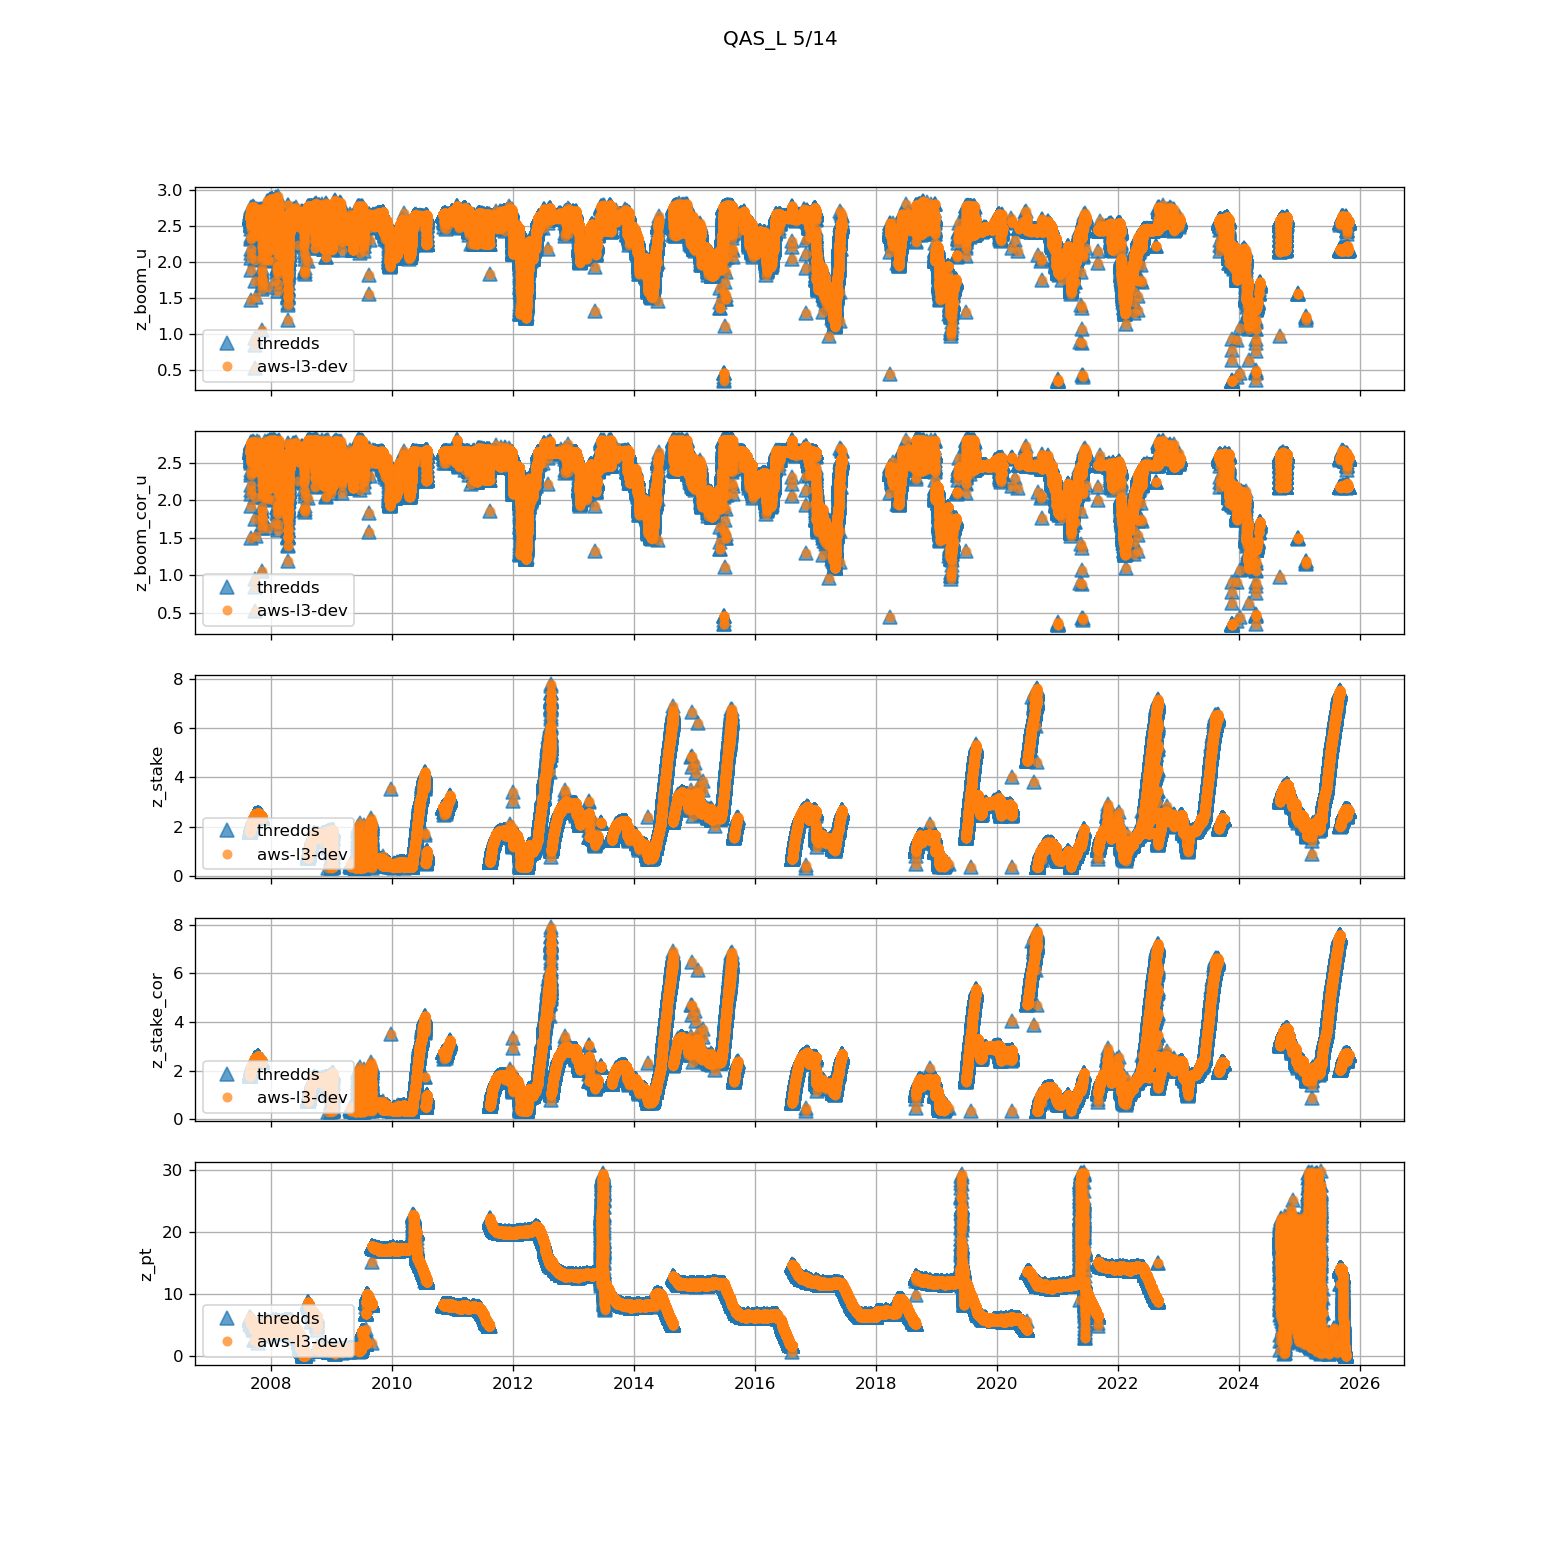 QAS_L 5/14
3.0
2.5
2.0
1.5
1.0
0.5
z_boom_u
thredds
aws-l3-dev
2.5
2.0
1.5
1.0
0.5
z_boom_cor_u
thredds
aws-l3-dev
8
6
4
2
0
z_stake
thredds
aws-l3-dev
8
6
4
2
0
z_stake_cor
thredds
aws-l3-dev
30
20
10
0
z_pt
thredds
aws-l3-dev
2008 2010 2012 2014 2016 2018 2020 2022 2024 2026